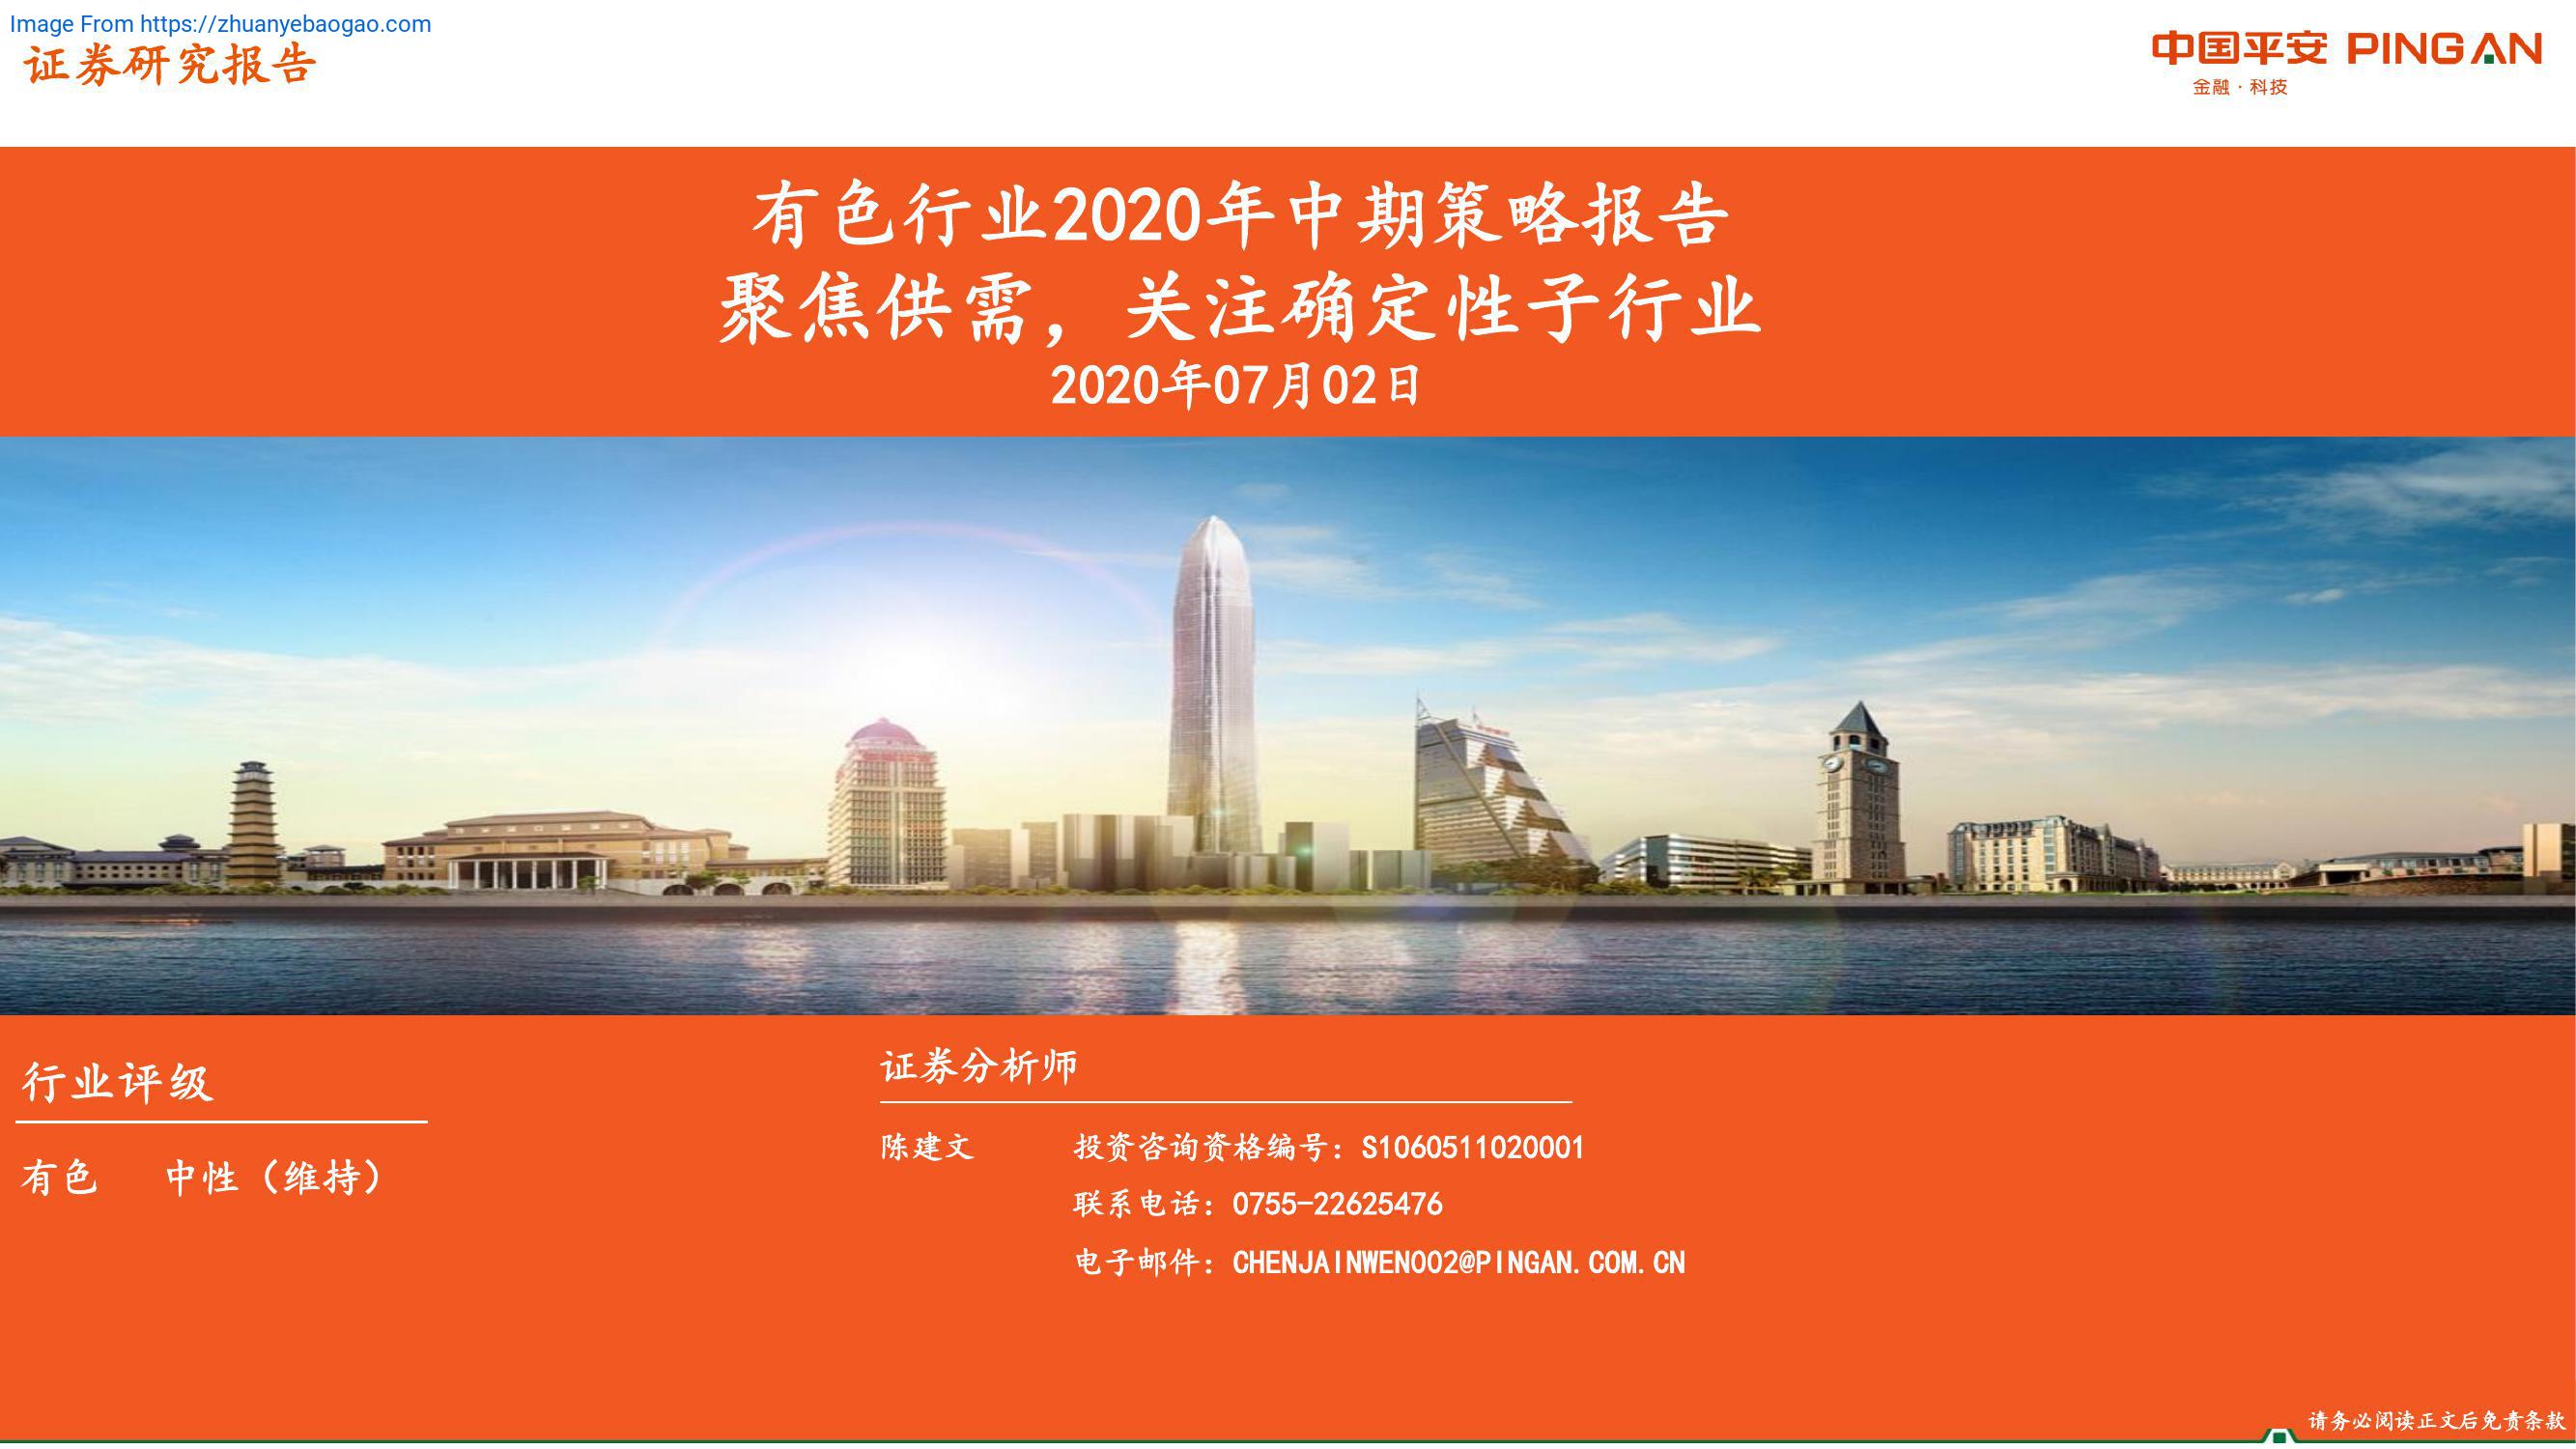 Image From https://zhuanyebaogao.com
证券研究报告
中国平安 PINGAN
金融·科技
有色行业2020年中期策略报告
聚焦供需，关注确定性子行业
2020年07月02日
行业评级
有色 中性（维持）
证券分析师
陈建文 投资咨询资格编号：S1060511020001
联系电话：0755-22625476
电子邮件：CHENJAINWEN002@PINGAN.COM.CN
请务必阅读正文后免责条款